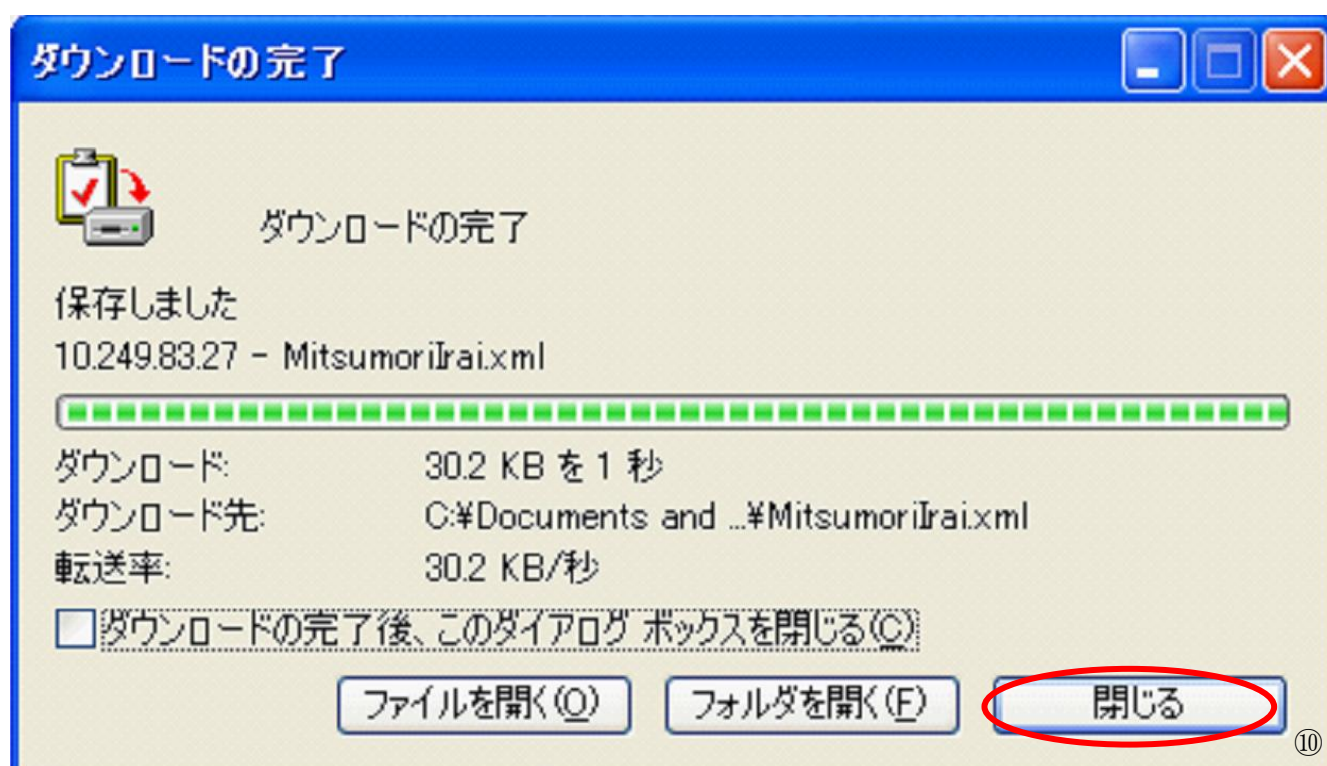 ダウンロードの完了
ダウンロードの完了
保存しました
10.249.83.27 - MitsumoriIrai.xml
ダウンロード: 30.2 KB を 1 秒
ダウンロード先: C:¥Documents and ...¥MitsumoriIrai.xml
転送率: 30.2 KB/秒
ダウンロードの完了後、このダイアログ ボックスを閉じる(C)
ファイルを開く(O) フォルダを開く(F) 閉じる
⑩